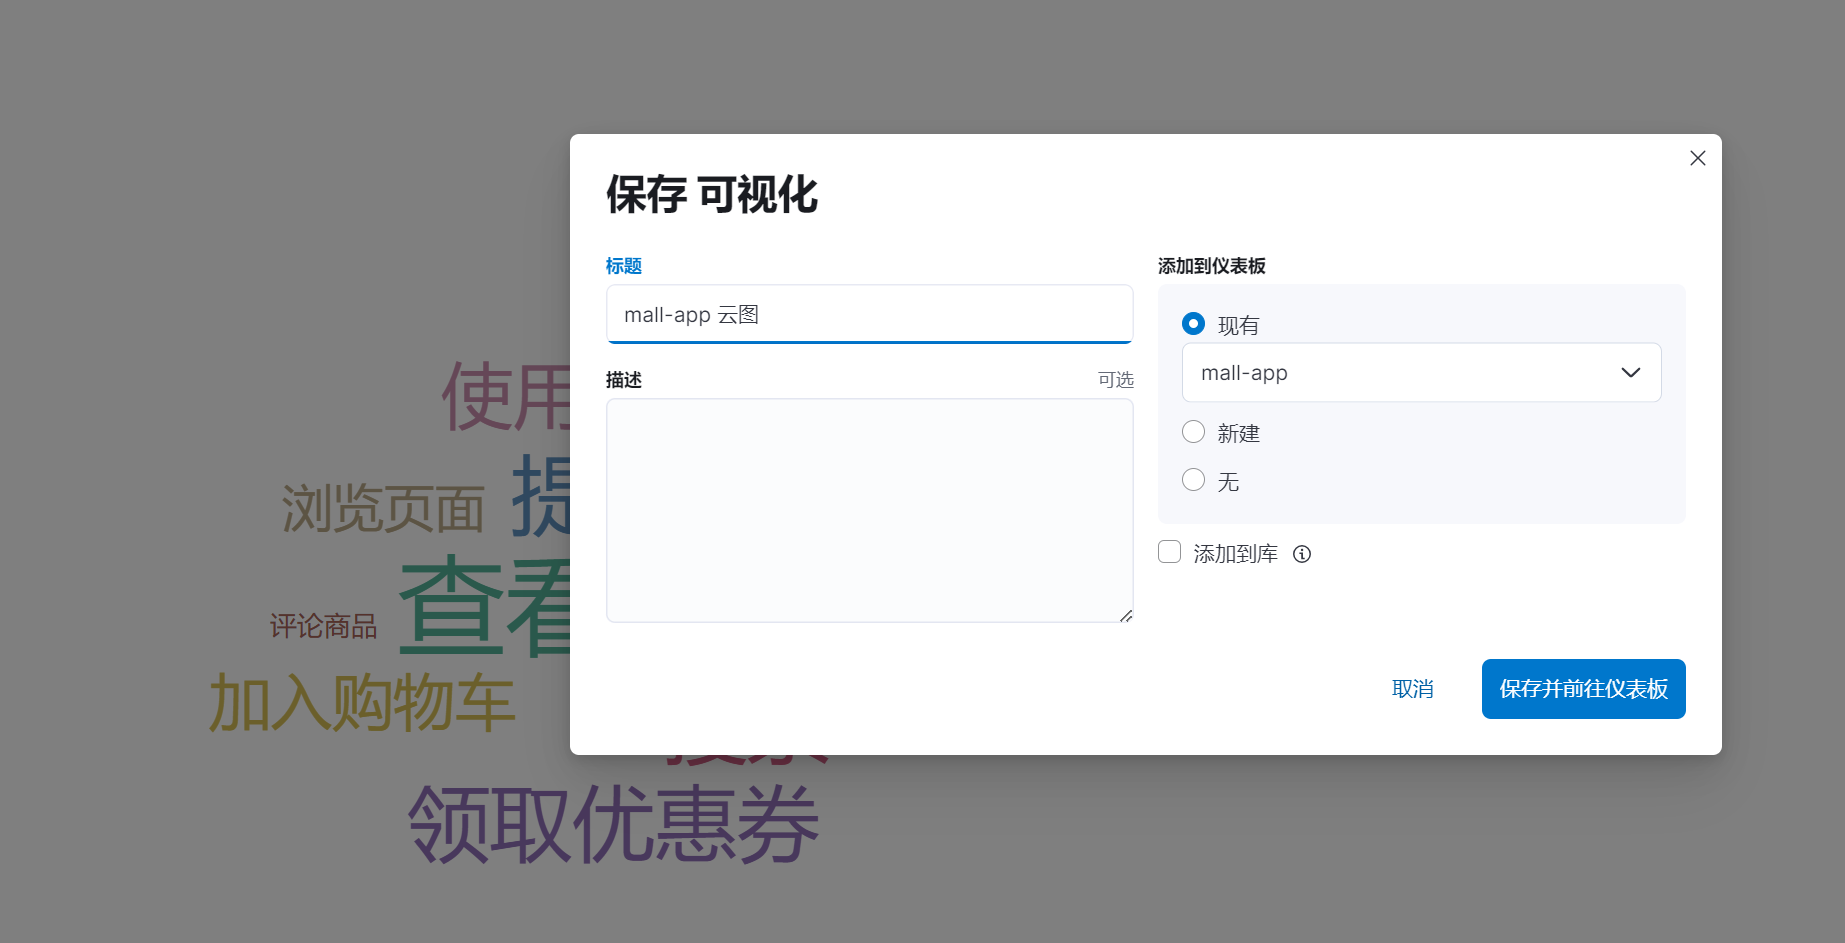 保存 可视化
标题
mall-app 云图
描述
可选
添加到仪表板
现有
mall-app
新建
无
添加到库
取消
保存并前往仪表板
使用
浏览页面
查看
评论商品
加入购物车
领取优惠券